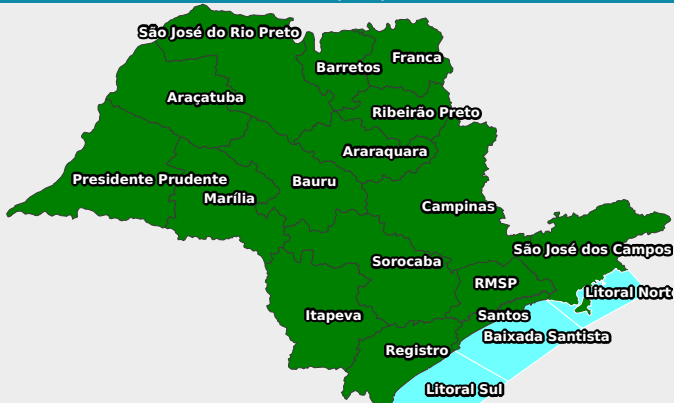 São José do Rio Preto
Barretos
Franca
Araçatuba
Ribeirão Preto
Araraquara
Presidente Prudente
Marília
Bauru
Campinas
São José dos Campos
Sorocaba
RMSP
Litoral Nort
Itapeva
Santos
Baixada Santista
Registro
Litoral Sul